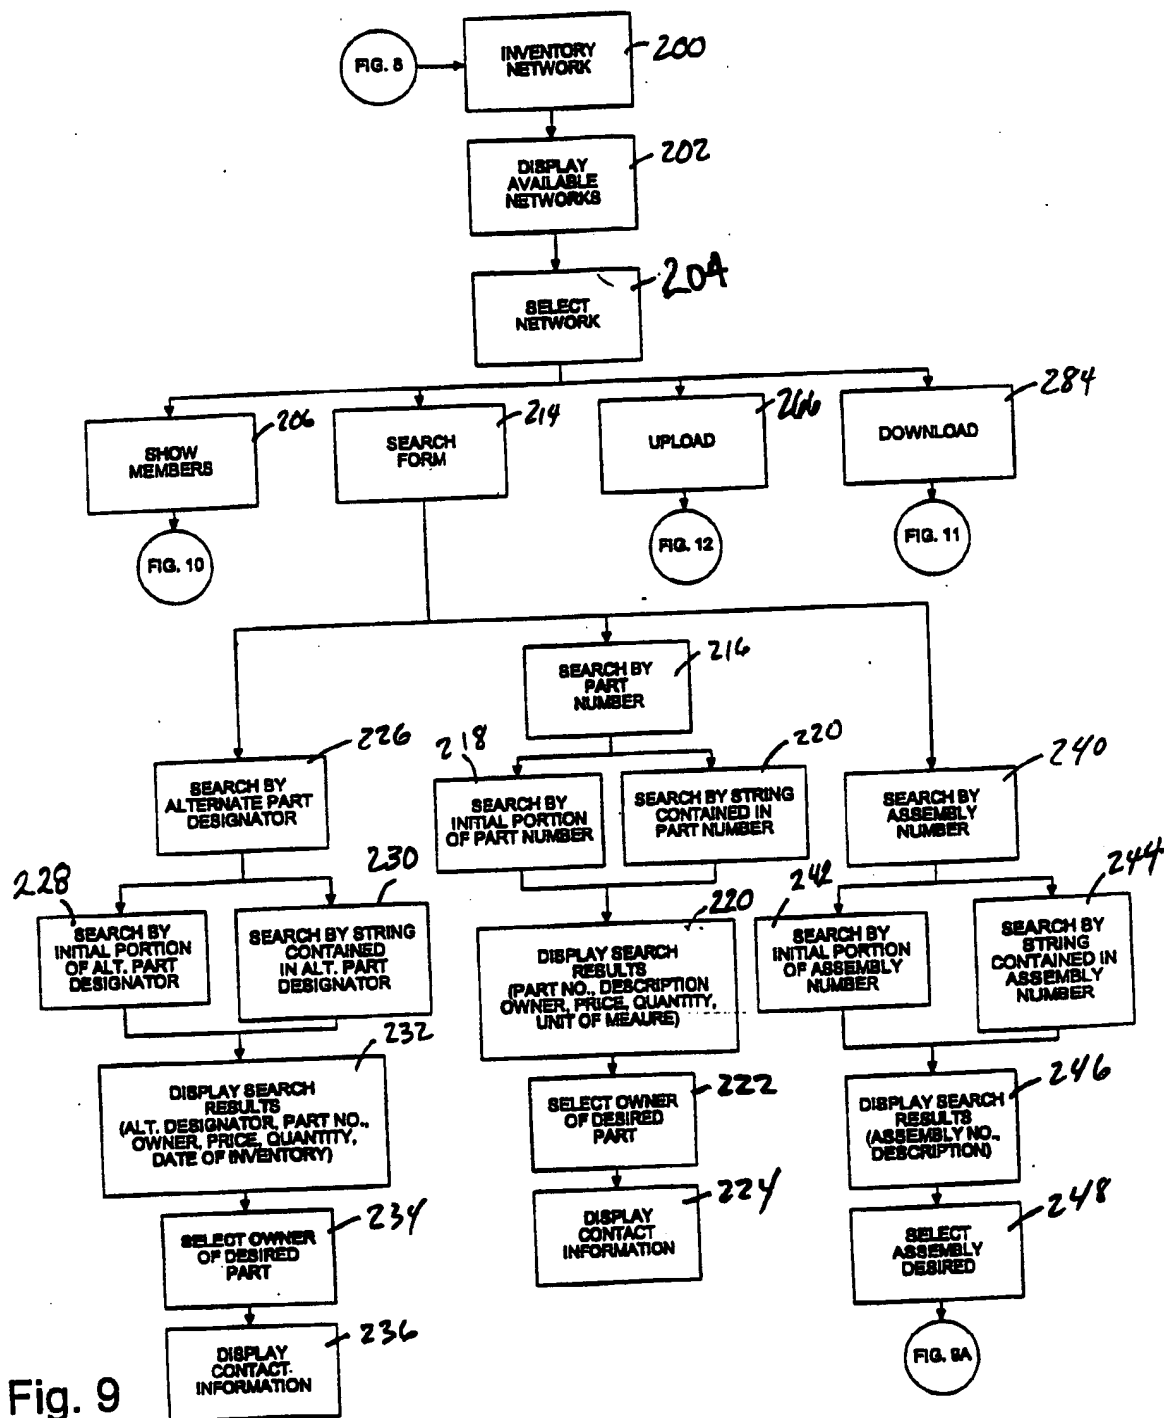 FIG. 8
INVENTORY
NETWORK
200
DISPLAY
AVAILABLE
NETWORKS
202
SELECT
NETWORK
204
SHOW
MEMBERS
206
SEARCH
FORM
214
UPLOAD
266
DOWNLOAD
284
FIG. 10
FIG. 12
FIG. 11
SEARCH BY
PART
NUMBER
216
SEARCH BY
ALTERNATE PART
DESIGNATOR
226
SEARCH BY
INITIAL PORTION
OF PART NUMBER
218
SEARCH BY STRING
CONTAINED IN
PART NUMBER
220
SEARCH BY
ASSEMBLY
NUMBER
240
SEARCH BY
INITIAL PORTION
OF ALT. PART
DESIGNATOR
228
SEARCH BY STRING
CONTAINED
IN ALT. PART
DESIGNATOR
230
DISPLAY SEARCH
RESULTS
(PART NO., DESCRIPTION
OWNER, PRICE, QUANTITY,
UNIT OF MEAURE)
220
SEARCH BY
INITIAL PORTION
OF ASSEMBLY
NUMBER
242
SEARCH BY
STRING
CONTAINED IN
ASSEMBLY
NUMBER
244
DISPLAY SEARCH
RESULTS
(ALT. DESIGNATOR, PART NO.,
OWNER, PRICE, QUANTITY,
DATE OF INVENTORY)
232
SELECT OWNER
OF DESIRED
PART
222
DISPLAY SEARCH
RESULTS
(ASSEMBLY NO.,
DESCRIPTION)
246
SELECT OWNER
OF DESIRED
PART
234
DISPLAY
CONTACT
INFORMATION
224
SELECT
ASSEMBLY
DESIRED
248
DISPLAY
CONTACT
INFORMATION
236
FIG. 9A
Fig. 9